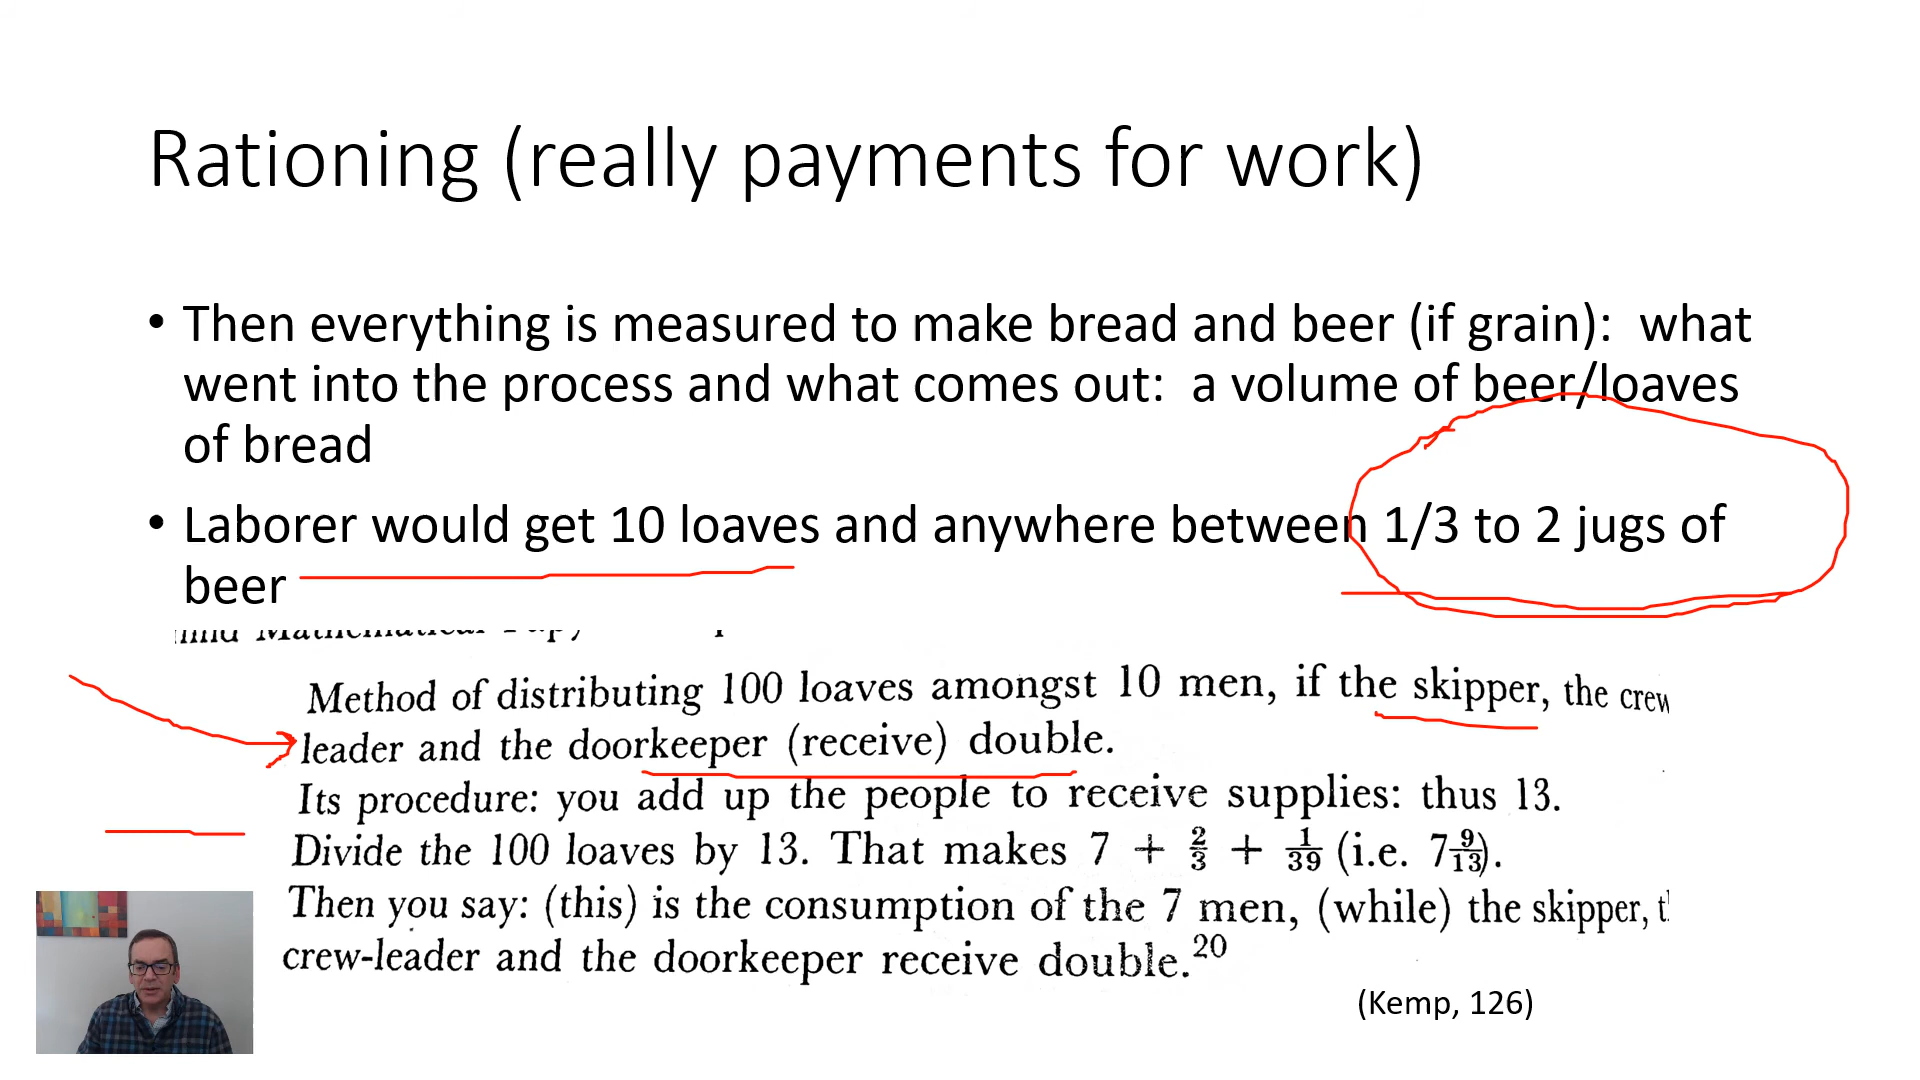 Rationing (really payments for work)
• Then everything is measured to make bread and beer (if grain): what
went into the process and what comes out: a volume of beer/loaves
of bread
• Laborer would get 10 loaves and anywhere between 1/3 to 2 jugs of
beer
Mathematical
Method of distributing 100 loaves amongst 10 men, if the skipper, the crew
leader and the doorkeeper (receive) double.
Its procedure: you add up the people to receive supplies: thus 13.
Divide the 100 loaves by 13. That makes 7 + 2/3 + 1/39 (i.e. 7 9/13).
Then you say: (this) is the consumption of the 7 men, (while) the skipper,
crew-leader and the doorkeeper receive double.20
(Kemp, 126)